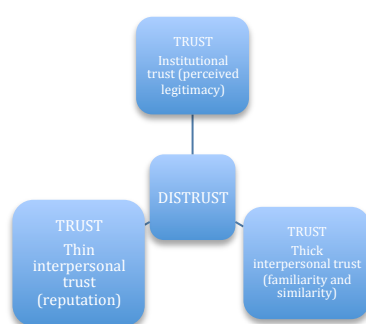 TRUST
Institutional
trust (perceived
legitimacy)
DISTRUST
TRUST
Thin
interpersonal
trust
(reputation)
TRUST
Thick
interpersonal trust
(familiarity and
similarity)